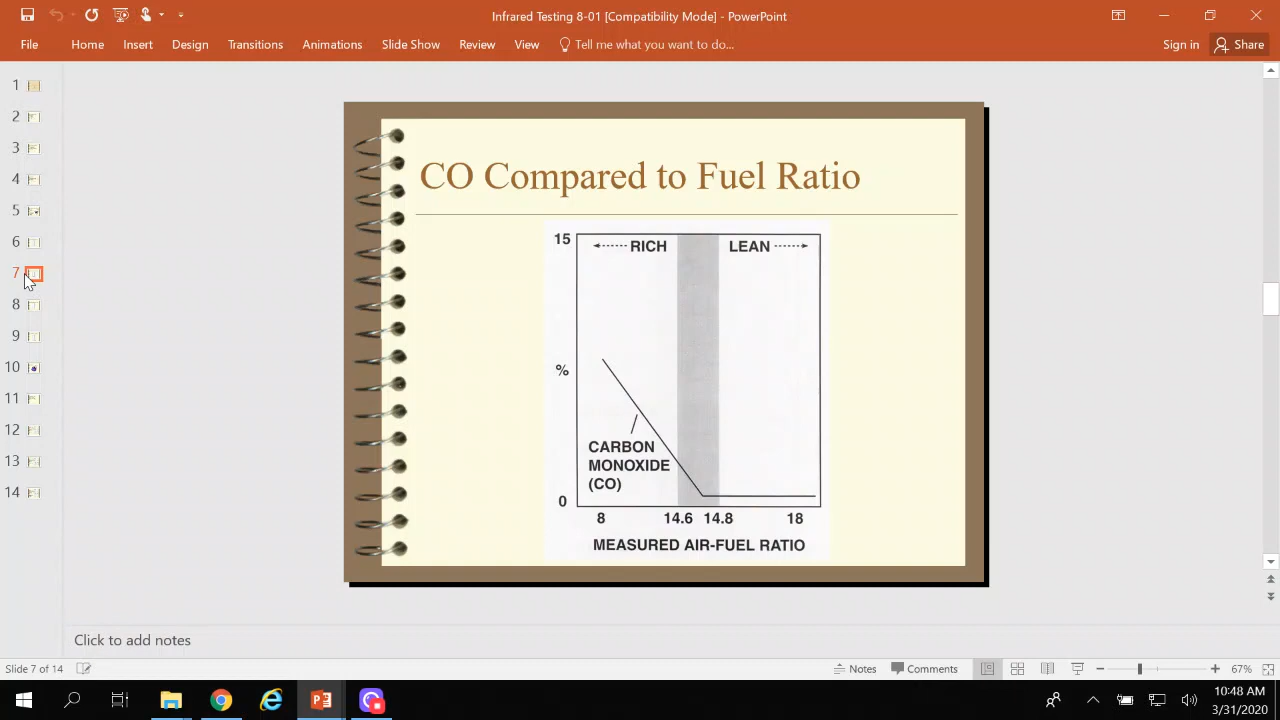 Infrared Testing 8-01 [Compatibility Mode] - PowerPoint
File Home Insert Design Transitions Animations Slide Show Review View Tell me what you want to do... Sign in Share
1
2
3
4
5
6
7
8
9
10
11
12
13
14
CO Compared to Fuel Ratio
15 RICH LEAN
%
CARBON
MONOXIDE
(CO)
0
8 14.6 14.8 18
MEASURED AIR-FUEL RATIO
Click to add notes
Slide 7 of 14 Notes Comments 67%
10:48 AM
3/31/2020